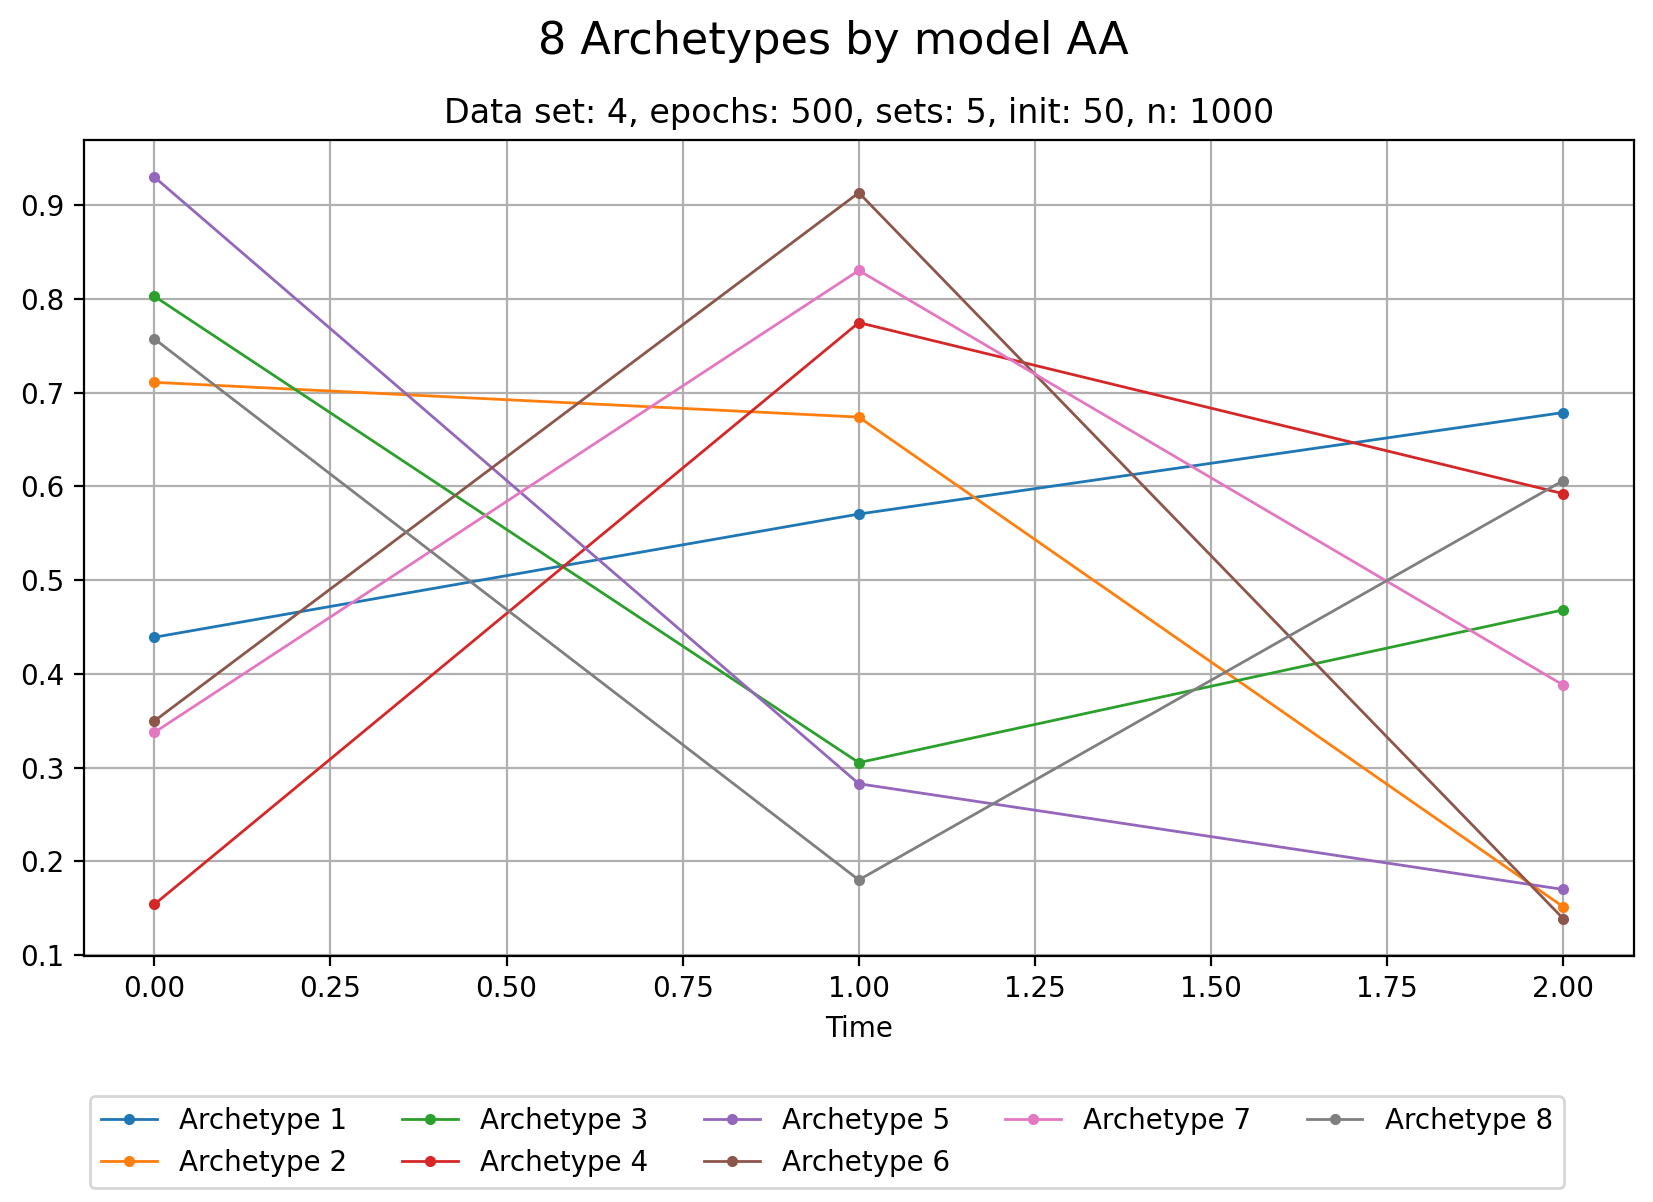 8 Archetypes by model AA
Data set: 4, epochs: 500, sets: 5, init: 50, n: 1000
0.9
0.8
0.7
0.6
0.5
0.4
0.3
0.2
0.1
0.00 0.25 0.50 0.75 1.00 1.25 1.50 1.75 2.00
Time
Archetype 1 Archetype 3 Archetype 5 Archetype 7 Archetype 8
Archetype 2 Archetype 4 Archetype 6